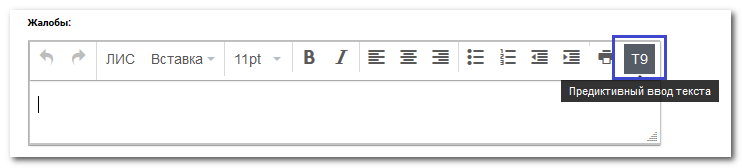 Жалобы:
ЛИС Вставка 11pt B I T9
Предиктивный ввод текста